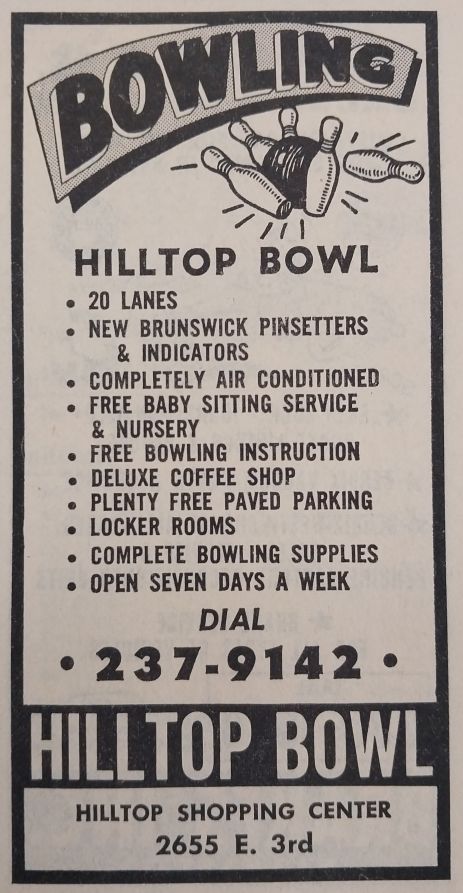 BOWLING
HILLTOP BOWL
• 20 LANES
• NEW BRUNSWICK PINSETTERS
& INDICATORS
• COMPLETELY AIR CONDITIONED
• FREE BABY SITTING SERVICE
& NURSERY
• FREE BOWLING INSTRUCTION
• DELUXE COFFEE SHOP
• PLENTY FREE PAVED PARKING
• LOCKER ROOMS
• COMPLETE BOWLING SUPPLIES
• OPEN SEVEN DAYS A WEEK
DIAL
• 237-9142 •
HILLTOP BOWL
HILLTOP SHOPPING CENTER
2655 E. 3rd